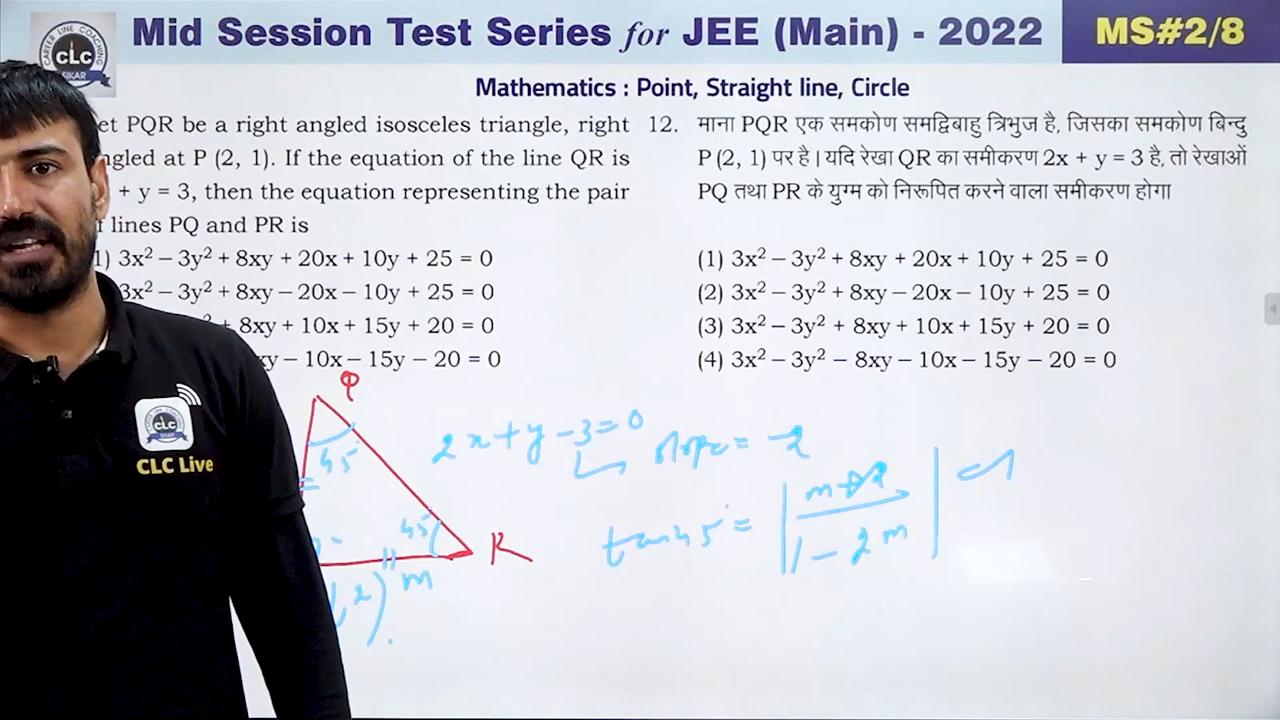 Mid Session Test Series for JEE (Main) - 2022
MS#2/8
CAREER LINE COACHING
CLC
SIKAR
Mathematics : Point, Straight line, Circle
et PQR be a right angled isosceles triangle, right
ngled at P (2, 1). If the equation of the line QR is
+ y = 3, then the equation representing the pair
f lines PQ and PR is
1) 3x² − 3y² + 8xy + 20x + 10y + 25 = 0
3x² − 3y² + 8xy − 20x − 10y + 25 = 0
² + 8xy + 10x + 15y + 20 = 0
xy − 10x − 15y − 20 = 0
12. माना PQR एक समकोण समद्विबाहु त्रिभुज है, जिसका समकोण बिन्दु
P (2, 1) पर है। यदि रेखा QR का समीकरण 2x + y = 3 है, तो रेखाओं
PQ तथा PR के युग्म को निरूपित करने वाला समीकरण होगा
(1) 3x² − 3y² + 8xy + 20x + 10y + 25 = 0
(2) 3x² − 3y² + 8xy − 20x − 10y + 25 = 0
(3) 3x² − 3y² + 8xy + 10x + 15y + 20 = 0
(4) 3x² − 3y² − 8xy − 10x − 15y − 20 = 0
45
45
R
m
2x+y-3=0
slope = -2
tan45 = | m+2 / 1-2m |
CLC
CLC Live